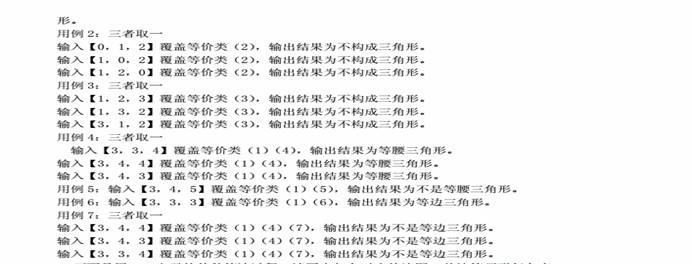 形。
用例 2：三者取一
输入【0，1，2】覆盖等价类（2），输出结果为不构成三角形。
输入【1，0，2】覆盖等价类（2），输出结果为不构成三角形。
输入【1，2，0】覆盖等价类（2），输出结果为不构成三角形。
用例 3：三者取一
输入【1，2，3】覆盖等价类（3），输出结果为不构成三角形。
输入【1，3，2】覆盖等价类（3），输出结果为不构成三角形。
输入【3，1，2】覆盖等价类（3），输出结果为不构成三角形。
用例 4：三者取一
输入【3，3，4】覆盖等价类（1）（4），输出结果为等腰三角形。
输入【3，4，4】覆盖等价类（1）（4），输出结果为等腰三角形。
输入【3，4，3】覆盖等价类（1）（4），输出结果为等腰三角形。
用例 5：输入【3，4，5】覆盖等价类（1）（5），输出结果为不是等腰三角形。
用例 6：输入【3，3，3】覆盖等价类（1）（6），输出结果为等边三角形。
用例 7：三者取一
输入【3，4，4】覆盖等价类（1）（4）（7），输出结果为不是等边三角形。
输入【3，4，3】覆盖等价类（1）（4）（7），输出结果为不是等边三角形。
输入【3，3，4】覆盖等价类（1）（4）（7），输出结果为不是等边三角形。